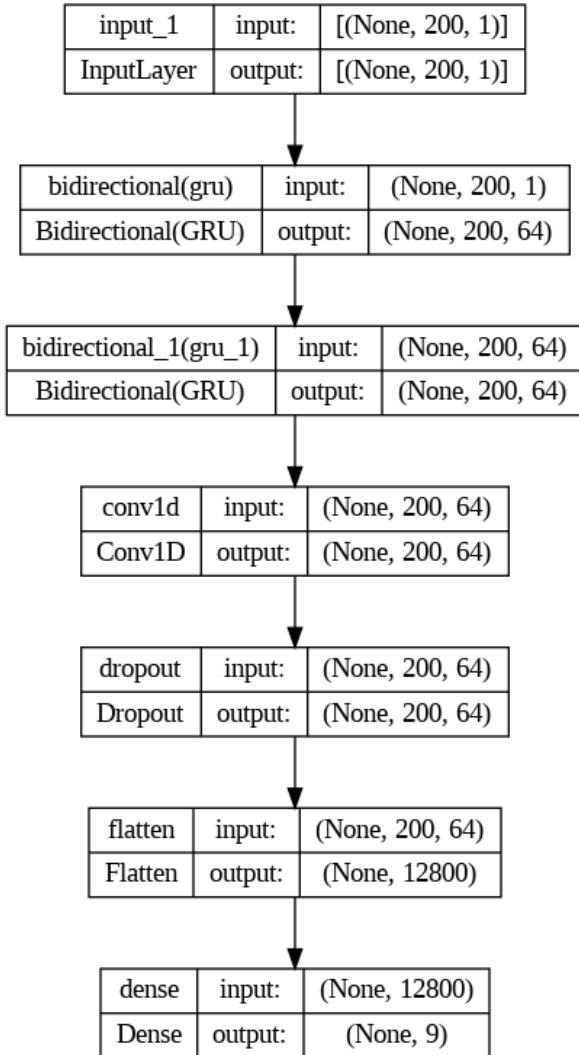 input_1 input: [(None, 200, 1)]
InputLayer output: [(None, 200, 1)]
bidirectional(gru) input: (None, 200, 1)
Bidirectional(GRU) output: (None, 200, 64)
bidirectional_1(gru_1) input: (None, 200, 64)
Bidirectional(GRU) output: (None, 200, 64)
conv1d input: (None, 200, 64)
Conv1D output: (None, 200, 64)
dropout input: (None, 200, 64)
Dropout output: (None, 200, 64)
flatten input: (None, 200, 64)
Flatten output: (None, 12800)
dense input: (None, 12800)
Dense output: (None, 9)